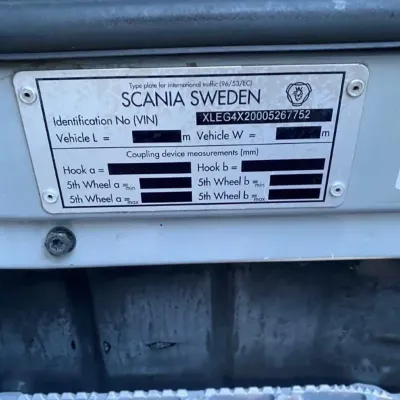 Type plate for international traffic (96/53/EC)
SCANIA SWEDEN
Identification No (VIN) XLEG4X20005267752
Vehicle L = m Vehicle W = m
Coupling device measurements (mm)
Hook a = Hook b =
5th Wheel a =min 5th Wheel b =min
5th Wheel a =max 5th Wheel b =max